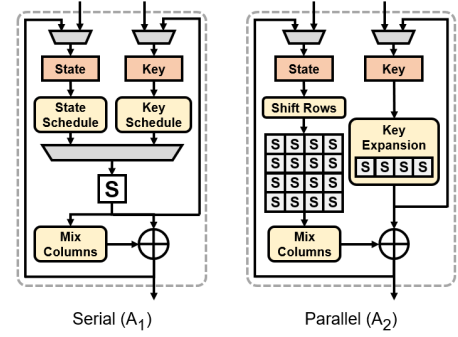 State
Key
State
Schedule
Key
Schedule
S
Mix
Columns
Serial (A1)
State
Key
Shift Rows
S S S S
S S S S
S S S S
S S S S
Key
Expansion
S S S S
Mix
Columns
Parallel (A2)